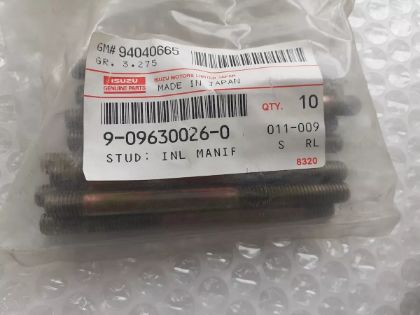 GM# 94040665
GR. 3.275
ISUZU
GENUINE PARTS
ISUZU MOTORS LIMITED JAPAN
MADE IN JAPAN
QTY. 10
9-09630026-0
011-009
STUD: INL MANIF
S RL
8320